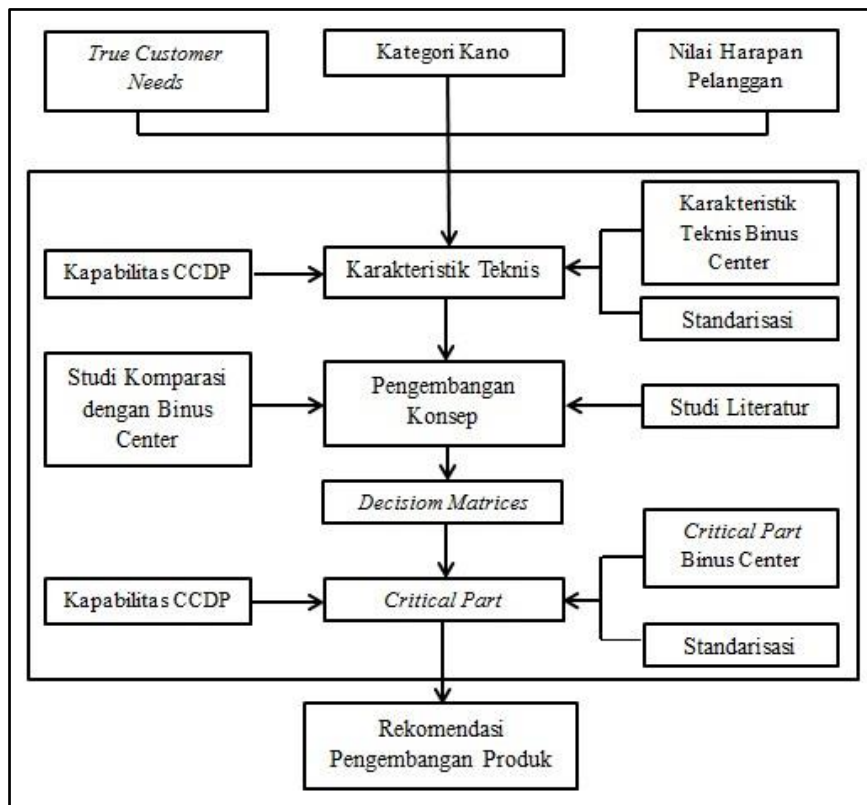 True Customer
Needs
Kategori Kano
Nilai Harapan
Pelanggan
Kapabilitas CCDP
Karakteristik Teknis
Karakteristik
Teknis Binus
Center
Standarisasi
Studi Komparasi
dengan Binus
Center
Pengembangan
Konsep
Studi Literatur
Decisiom Matrices
Kapabilitas CCDP
Critical Part
Critical Part
Binus Center
Standarisasi
Rekomendasi
Pengembangan Produk